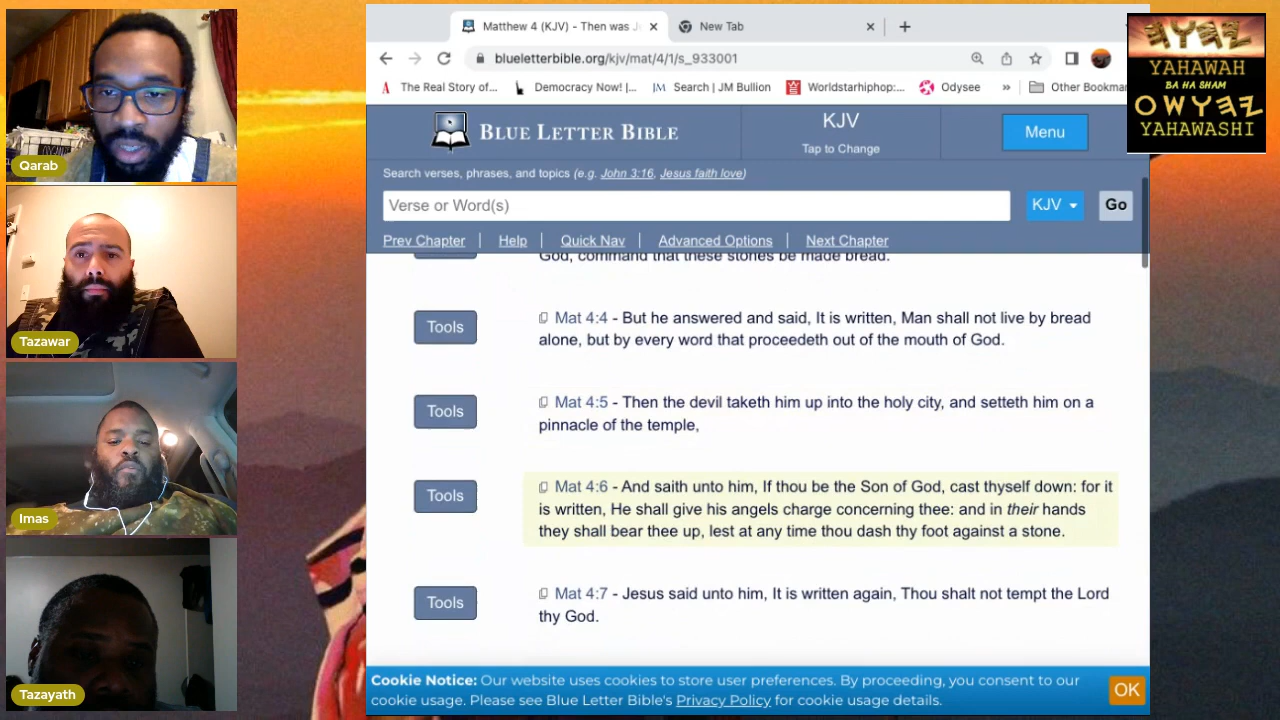 Qarab
Tazawar
Imas
Tazayath
Matthew 4 (KJV) - Then was J
New Tab
blueletterbible.org/kjv/mat/4/1/s_933001
The Real Story of...
Democracy Now! |...
Search | JM Bullion
Worldstarhiphop:...
Odysee
»
Other Bookmar
BLUE LETTER BIBLE
KJV
Tap to Change
Menu
Search verses, phrases, and topics (e.g. John 3:16, Jesus faith love)
Verse or Word(s)
KJV
Go
Prev Chapter | Help | Quick Nav | Advanced Options | Next Chapter
God, command that these stones be made bread.
Tools
Mat 4:4 - But he answered and said, It is written, Man shall not live by bread
alone, but by every word that proceedeth out of the mouth of God.
Tools
Mat 4:5 - Then the devil taketh him up into the holy city, and setteth him on a
pinnacle of the temple,
Tools
Mat 4:6 - And saith unto him, If thou be the Son of God, cast thyself down: for it
is written, He shall give his angels charge concerning thee: and in their hands
they shall bear thee up, lest at any time thou dash thy foot against a stone.
Tools
Mat 4:7 - Jesus said unto him, It is written again, Thou shalt not tempt the Lord
thy God.
Cookie Notice: Our website uses cookies to store user preferences. By proceeding, you consent to our
cookie usage. Please see Blue Letter Bible's Privacy Policy for cookie usage details.
OK
YAHAWAH
BA HA SHAM
YAHAWASHI